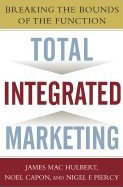 BREAKING THE BOUNDS
OF THE FUNCTION
TOTAL
INTEGRATED
MARKETING
JAMES MAC HULBERT,
NOEL CAPON, AND NIGEL F PIERCY